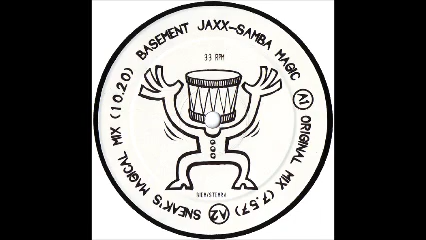 BASEMENT JAXX-SAMBA MAGIC
A1 ORIGINAL MIX (7.57)
A2 SNEAK'S MAGICAL MIX (10.20)
33 RPM